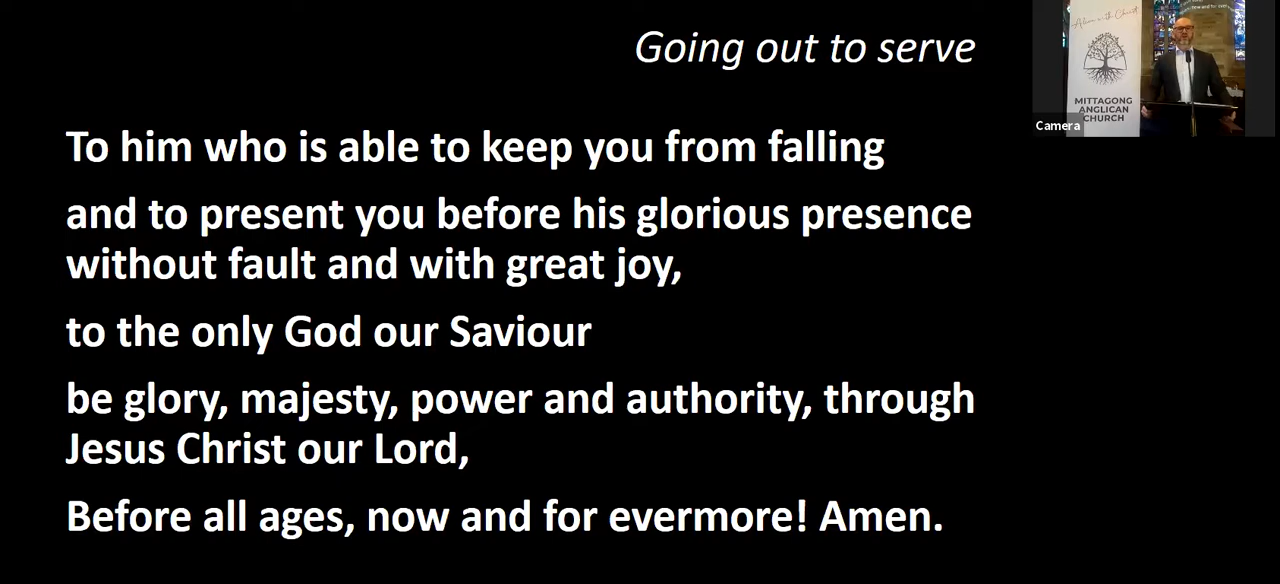 Going out to serve
To him who is able to keep you from falling
and to present you before his glorious presence
without fault and with great joy,
to the only God our Saviour
be glory, majesty, power and authority, through
Jesus Christ our Lord,
Before all ages, now and for evermore! Amen.
Alive with Christ
MITTAGONG
ANGLICAN
CHURCH
Camera